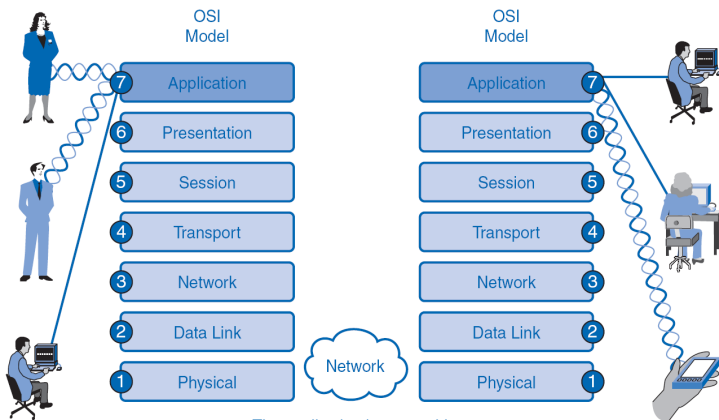 OSI
Model
7
Application
6
Presentation
5
Session
4
Transport
3
Network
2
Data Link
1
Physical
Network
OSI
Model
Application
7
Presentation
6
Session
5
Transport
4
Network
3
Data Link
2
Physical
1